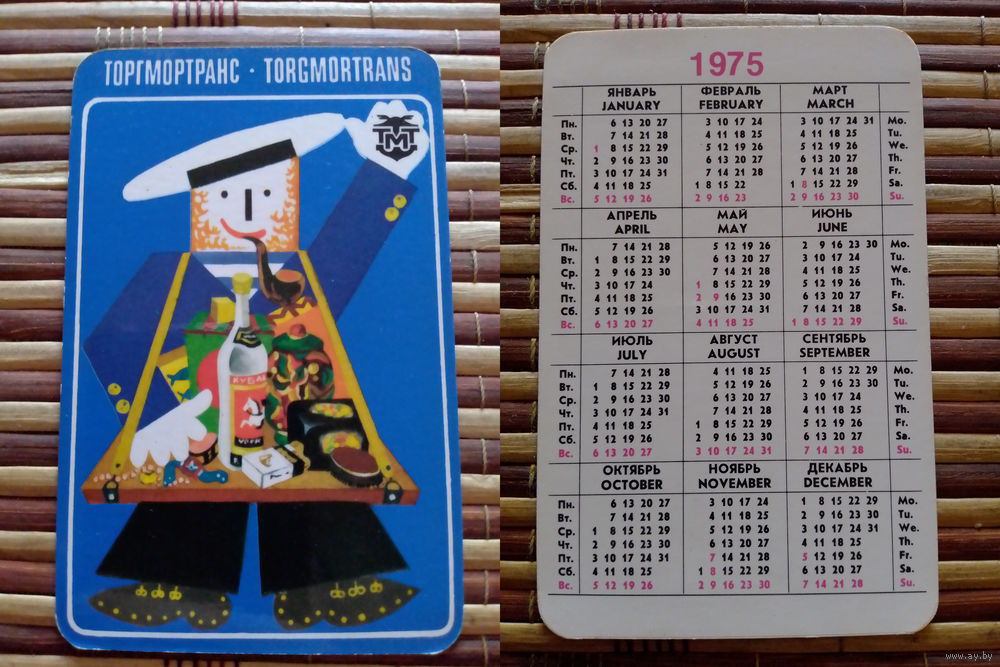 ТОРГМОРТРАНС · TORGMORTRANS
ТМТ
КУБАН
1975
ЯНВАРЬ ФЕВРАЛЬ МАРТ
JANUARY FEBRUARY MARCH
Пн. 6 13 20 27 3 10 17 24 3 10 17 24 31 Mo.
Вт. 7 14 21 28 4 11 18 25 4 11 18 25 Tu.
Ср. 1 8 15 22 29 5 12 19 26 5 12 19 26 We.
Чт. 2 9 16 23 30 6 13 20 27 6 13 20 27 Th.
Пт. 3 10 17 24 31 7 14 21 28 7 14 21 28 Fr.
Сб. 4 11 18 25 1 8 15 22 1 8 15 22 29 Sa.
Вс. 5 12 19 26 2 9 16 23 2 9 16 23 30 Su.
АПРЕЛЬ МАЙ ИЮНЬ
APRIL MAY JUNE
Пн. 7 14 21 28 5 12 19 26 2 9 16 23 30 Mo.
Вт. 1 8 15 22 29 6 13 20 27 3 10 17 24 Tu.
Ср. 2 9 16 23 30 7 14 21 28 4 11 18 25 We.
Чт. 3 10 17 24 1 8 15 22 29 5 12 19 26 Th.
Пт. 4 11 18 25 2 9 16 23 30 6 13 20 27 Fr.
Сб. 5 12 19 26 3 10 17 24 31 7 14 21 28 Sa.
Вс. 6 13 20 27 4 11 18 25 1 8 15 22 29 Su.
ИЮЛЬ АВГУСТ СЕНТЯБРЬ
JULY AUGUST SEPTEMBER
Пн. 7 14 21 28 4 11 18 25 1 8 15 22 29 Mo.
Вт. 1 8 15 22 29 5 12 19 26 2 9 16 23 30 Tu.
Ср. 2 9 16 23 30 6 13 20 27 3 10 17 24 We.
Чт. 3 10 17 24 31 7 14 21 28 4 11 18 25 Th.
Пт. 4 11 18 25 1 8 15 22 29 5 12 19 26 Fr.
Сб. 5 12 19 26 2 9 16 23 30 6 13 20 27 Sa.
Вс. 6 13 20 27 3 10 17 24 31 7 14 21 28 Su.
ОКТЯБРЬ НОЯБРЬ ДЕКАБРЬ
OCTOBER NOVEMBER DECEMBER
Пн. 6 13 20 27 3 10 17 24 1 8 15 22 29 Mo.
Вт. 7 14 21 28 4 11 18 25 2 9 16 23 30 Tu.
Ср. 1 8 15 22 29 5 12 19 26 3 10 17 24 31 We.
Чт. 2 9 16 23 30 6 13 20 27 4 11 18 25 Th.
Пт. 3 10 17 24 31 7 14 21 28 5 12 19 26 Fr.
Сб. 4 11 18 25 1 8 15 22 29 6 13 20 27 Sa.
Вс. 5 12 19 26 2 9 16 23 30 7 14 21 28 Su.
www.ay.by